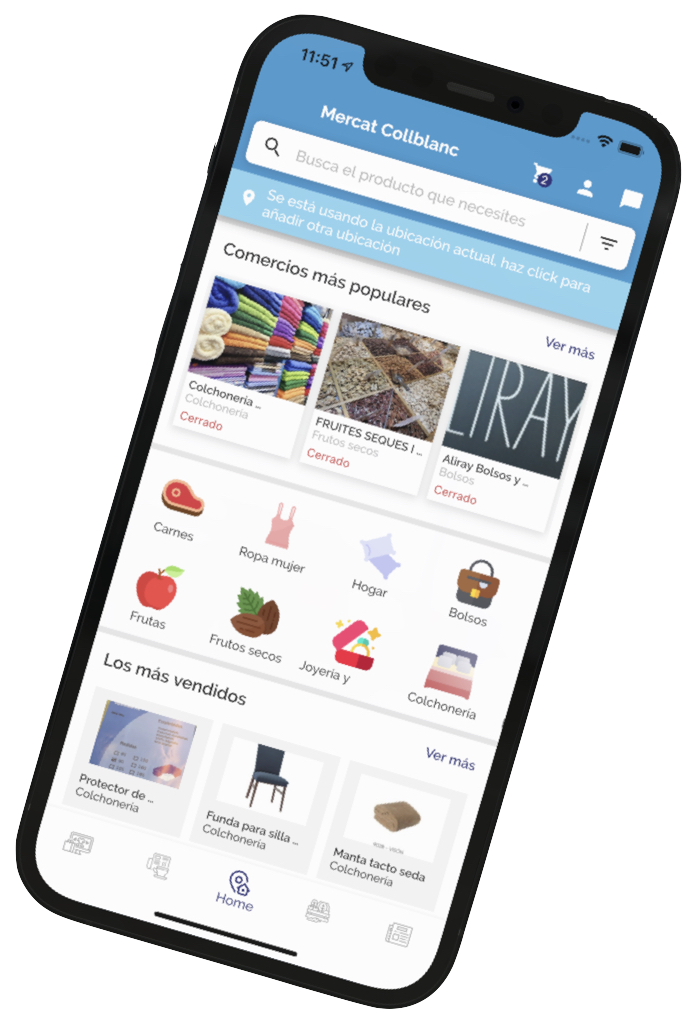 11:51
Mercat Collblanc
2
Busca el producto que necesites
Se está usando la ubicación actual, haz click para
añadir otra ubicación
Comercios más populares
Ver más
LIRAY
Colchonería ...
Colchonería
Cerrado
FRUITES SEQUES I ...
Frutos secos
Cerrado
Aliray Bolsos y ...
Bolsos
Cerrado
Carnes
Ropa mujer
Hogar
Bolsos
Frutas
Frutos secos
Joyería y
Colchonería
Los más vendidos
Ver más
Protector de ...
Colchonería
Funda para silla ...
Colchonería
Manta tacto seda
Colchonería
Home